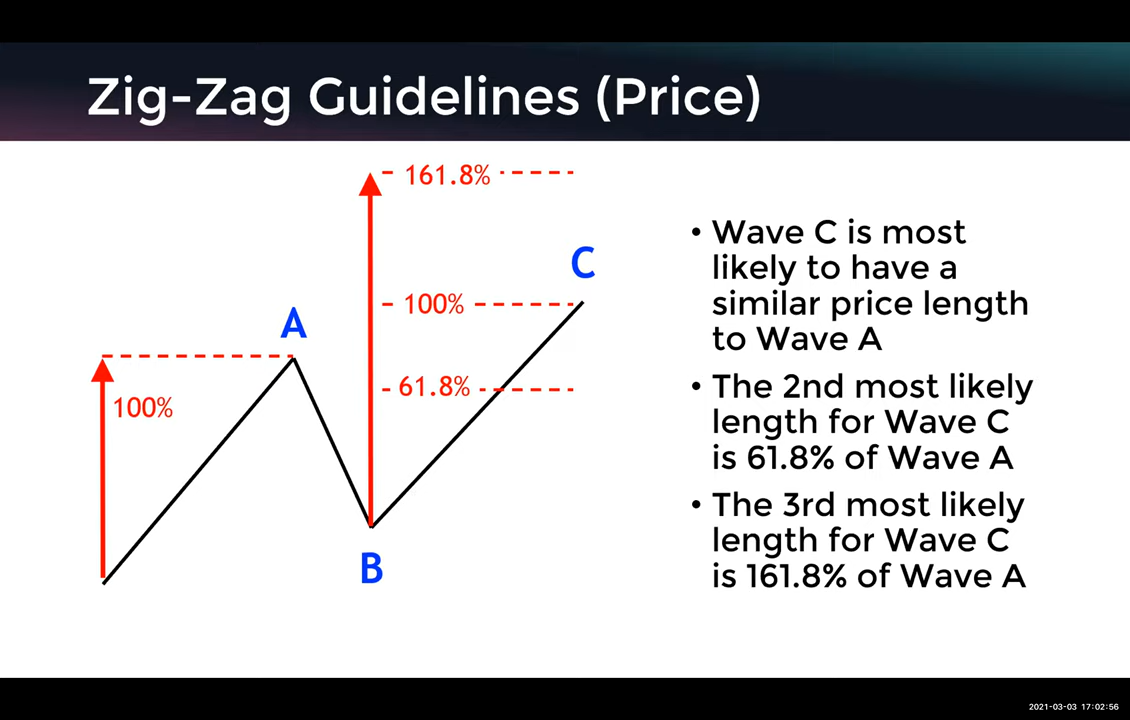 Zig-Zag Guidelines (Price)
161.8%
C
100%
A
61.8%
100%
B
• Wave C is most
likely to have a
similar price length
to Wave A
• The 2nd most likely
length for Wave C
is 61.8% of Wave A
• The 3rd most likely
length for Wave C
is 161.8% of Wave A
2021-03-03 17:02:56